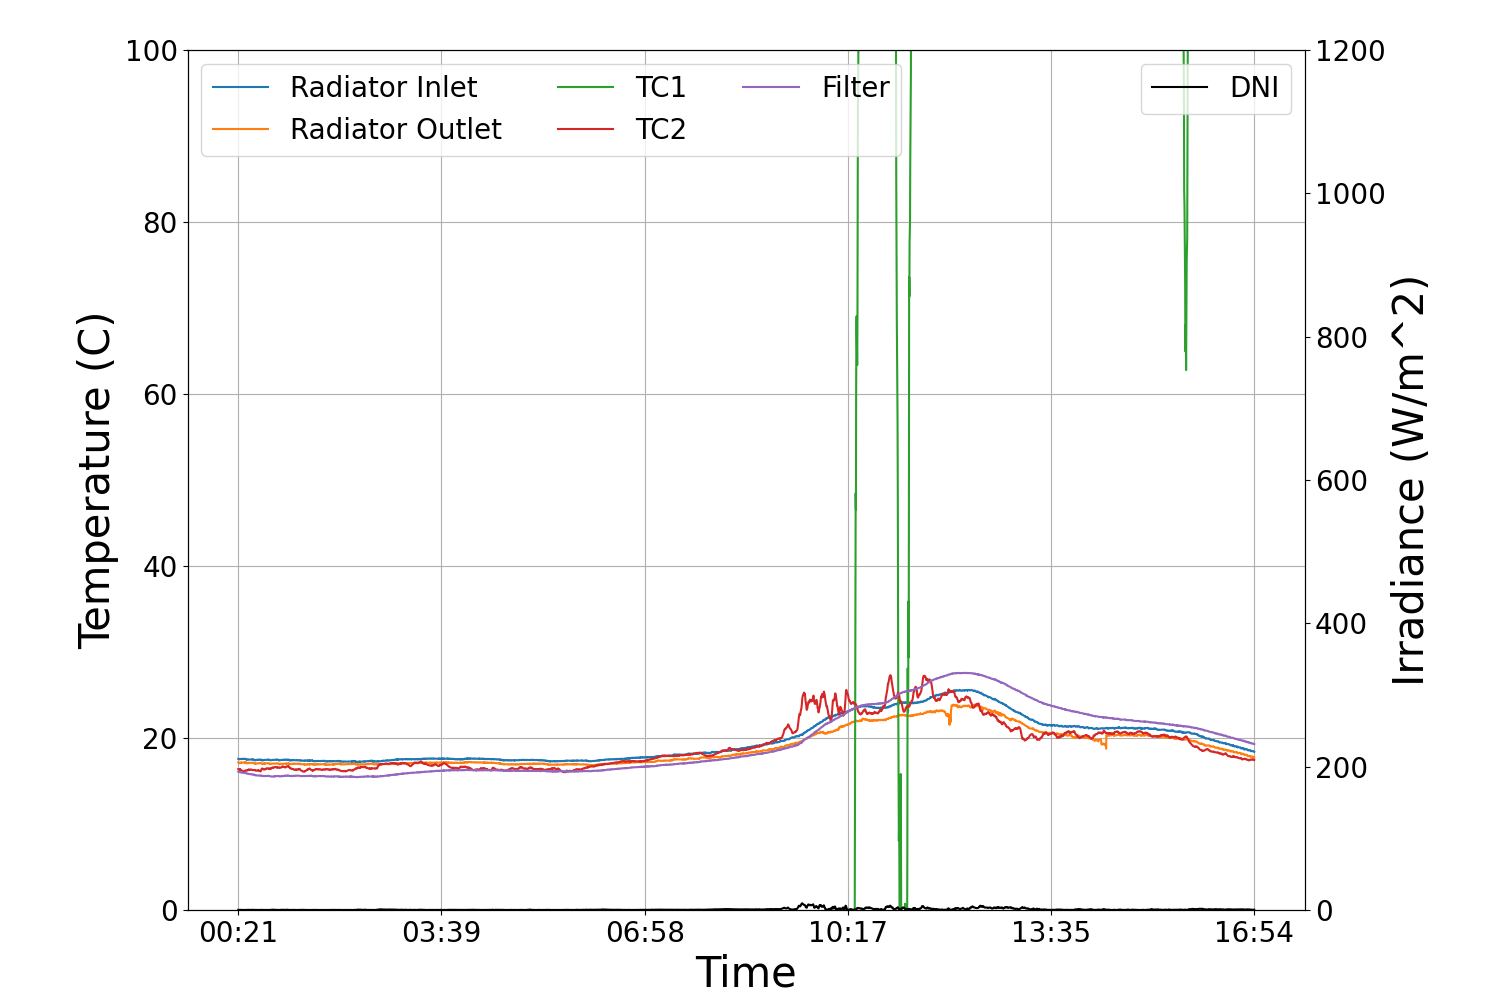 Radiator Inlet
Radiator Outlet
TC1
TC2
Filter
DNI
Temperature (C)
100
80
60
40
20
0
Irradiance (W/m^2)
1200
1000
800
600
400
200
0
00:21 03:39 06:58 10:17 13:35 16:54
Time